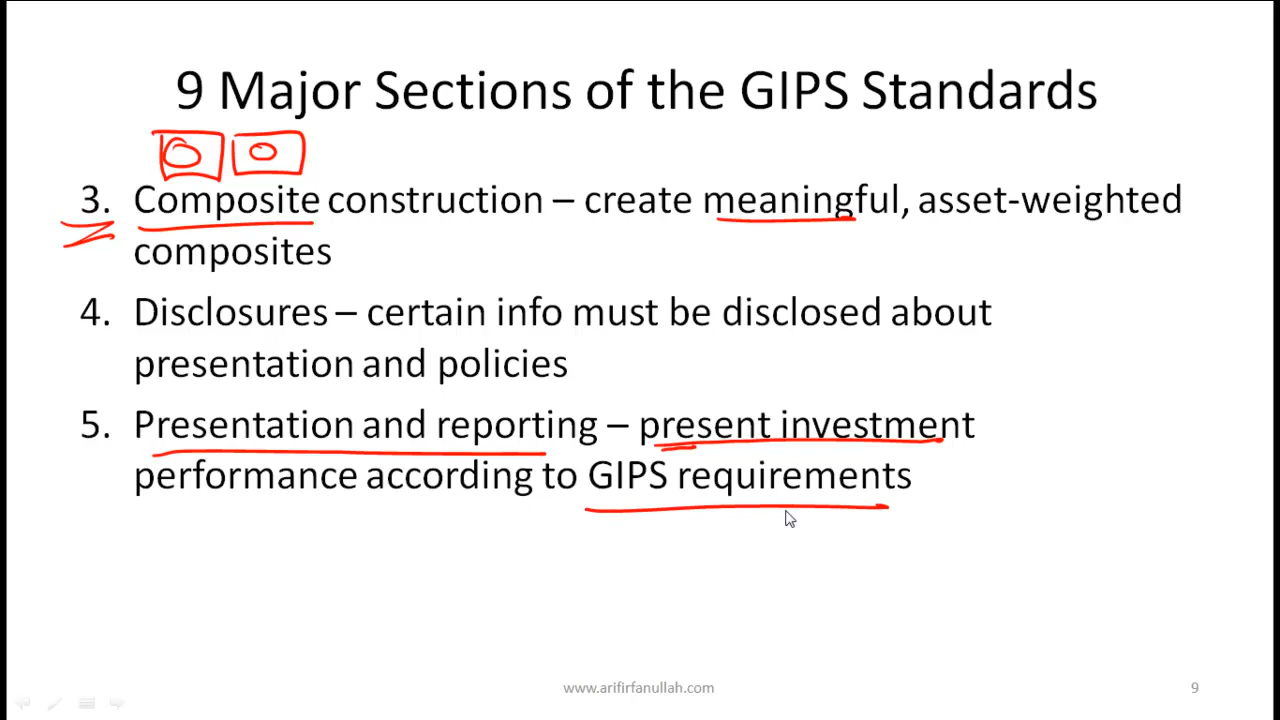 9 Major Sections of the GIPS Standards
3. Composite construction – create meaningful, asset-weighted
composites
4. Disclosures – certain info must be disclosed about
presentation and policies
5. Presentation and reporting – present investment
performance according to GIPS requirements
www.arifirfanullah.com
9